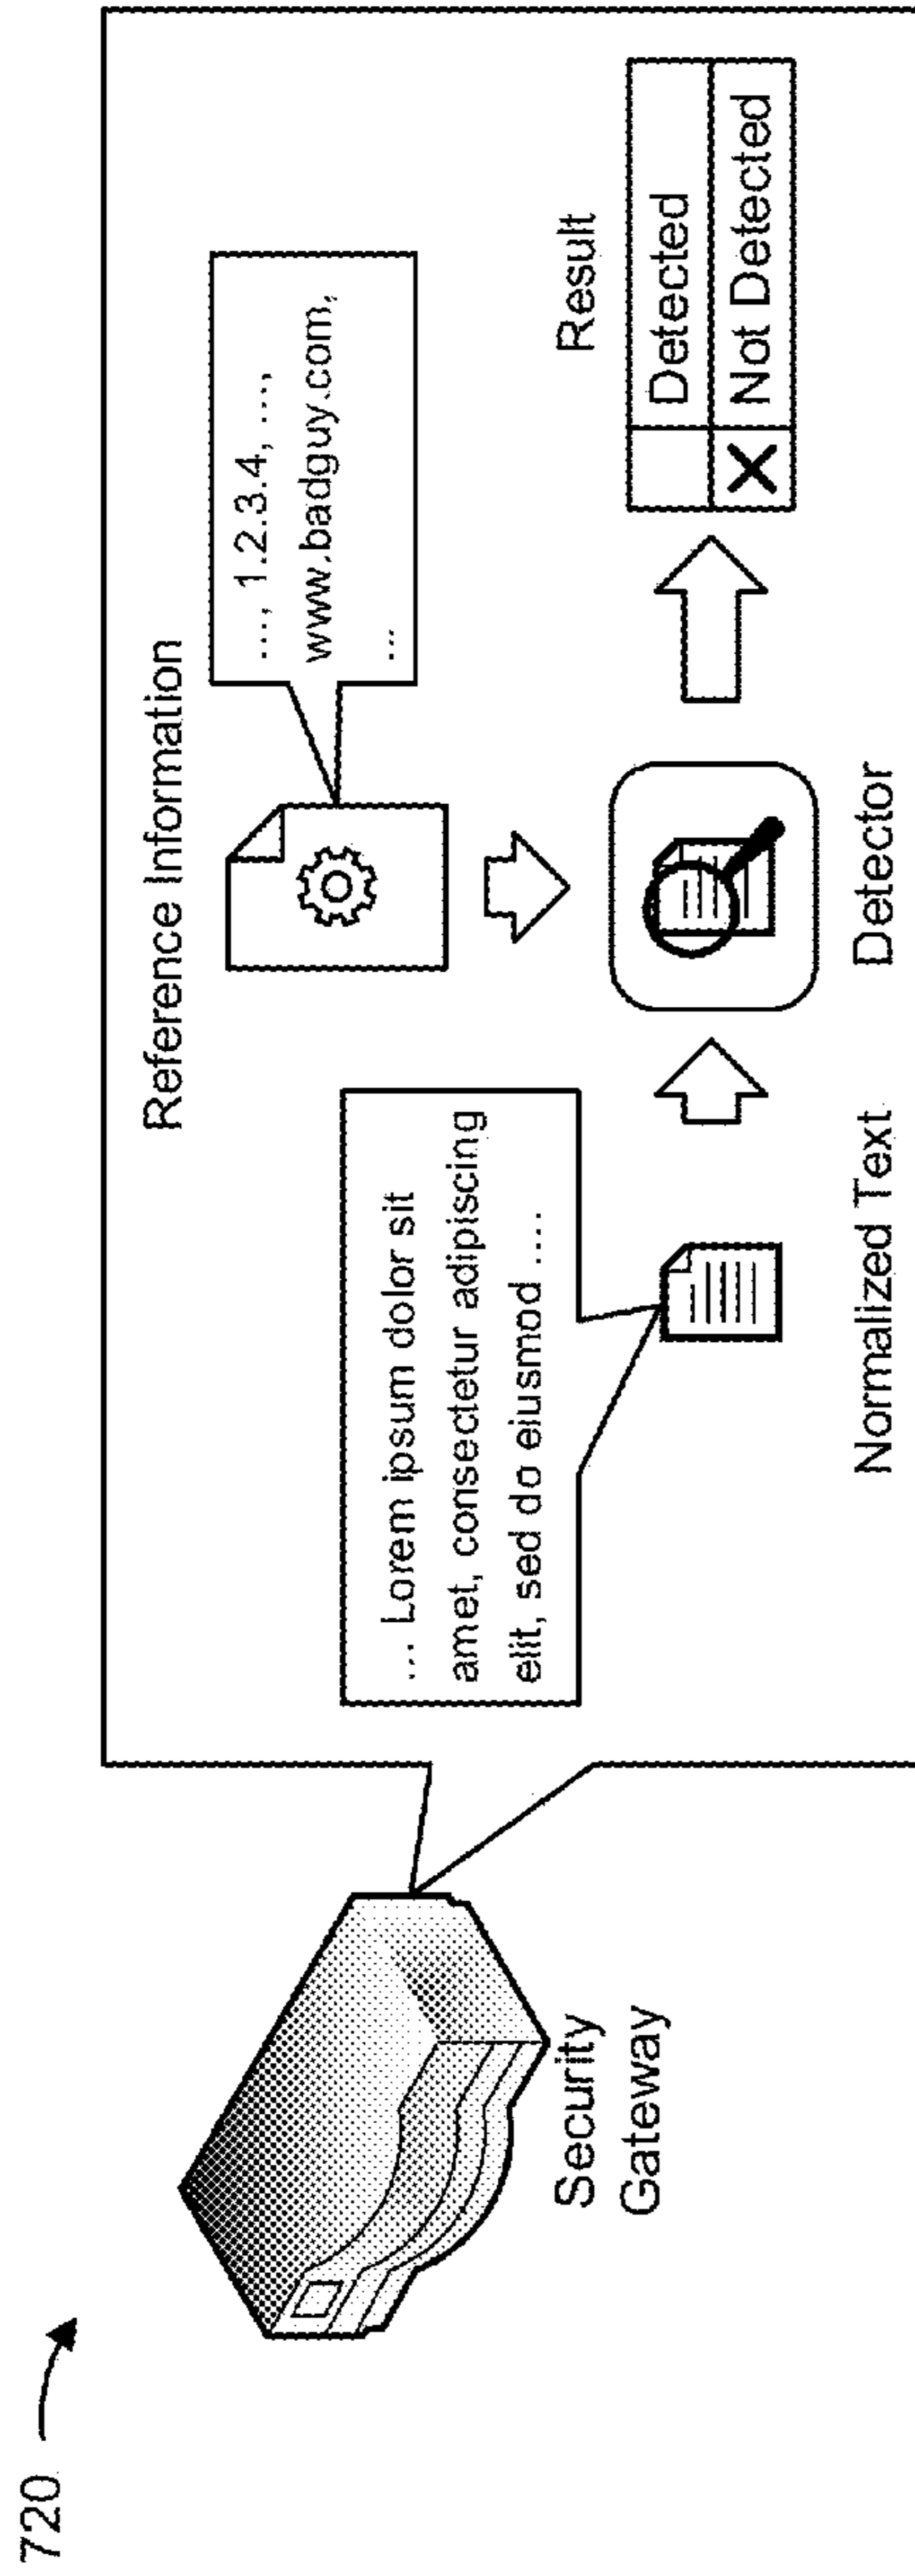 720
Security
Gateway
Reference Information
..., 1.2.3.4, ...,
www.badguy.com,
...
... Lorem ipsum dolor sit
amet, consectetur adipiscing
elit, sed do eiusmod ....
Normalized Text
Detector
Result
Detected
X Not Detected